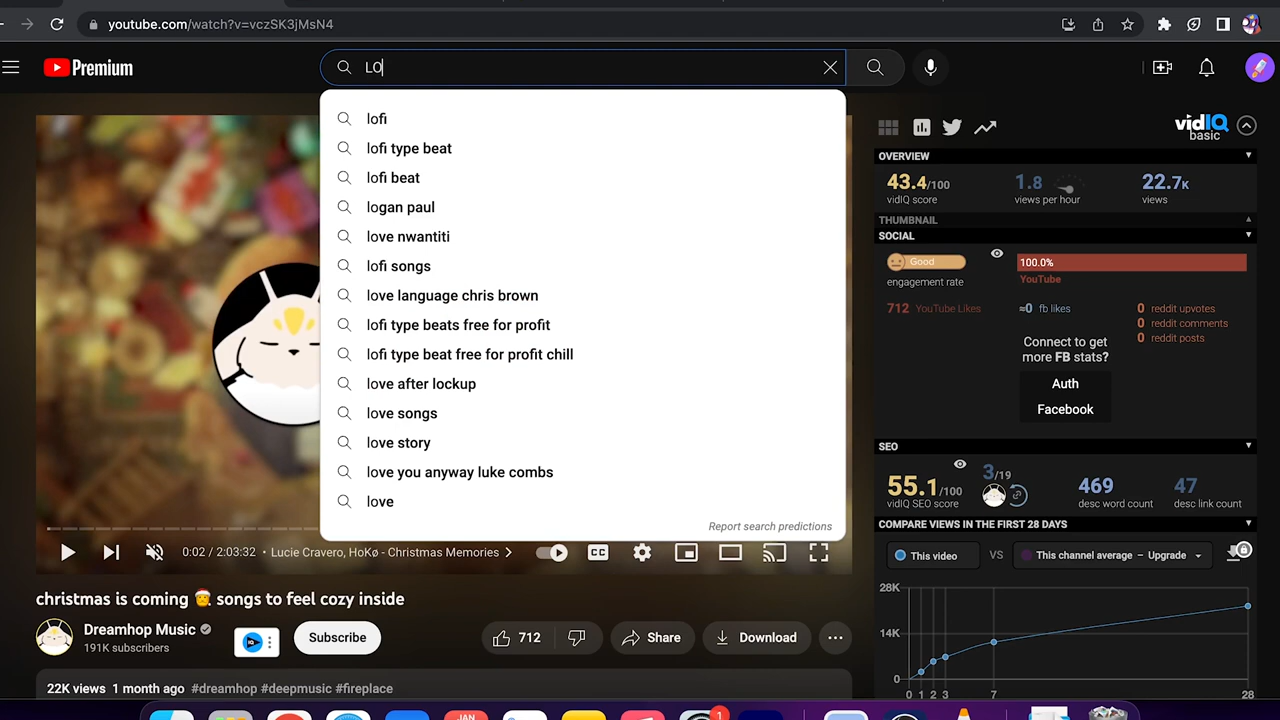 youtube.com/watch?v=vczSK3jMsN4
Premium
LO
lofi
lofi type beat
lofi beat
logan paul
love nwantiti
lofi songs
love language chris brown
lofi type beats free for profit
lofi type beat free for profit chill
love after lockup
love songs
love story
love you anyway luke combs
love
Report search predictions
0:02 / 2:03:32 • Lucie Cravero, HoKø - Christmas Memories
CC
christmas is coming 🎅 songs to feel cozy inside
Dreamhop Music
191K subscribers
Subscribe
712
Share
Download
22K views 1 month ago #dreamhop #deepmusic #fireplace
vidIQ
basic
OVERVIEW
43.4/100 1.8 22.7K
vidIQ score views per hour views
THUMBNAIL
SOCIAL
Good 100.0%
engagement rate YouTube
712 YouTube Likes ≈0 fb likes 0 reddit upvotes
0 reddit comments
0 reddit posts
Connect to get
more FB stats?
Auth
Facebook
SEO
55.1/100 3/19 469 47
vidIQ SEO score desc word count desc link count
COMPARE VIEWS IN THE FIRST 28 DAYS
This video VS This channel average – Upgrade
28K
14K
0
0 1 2 3 7 28
JAN
1